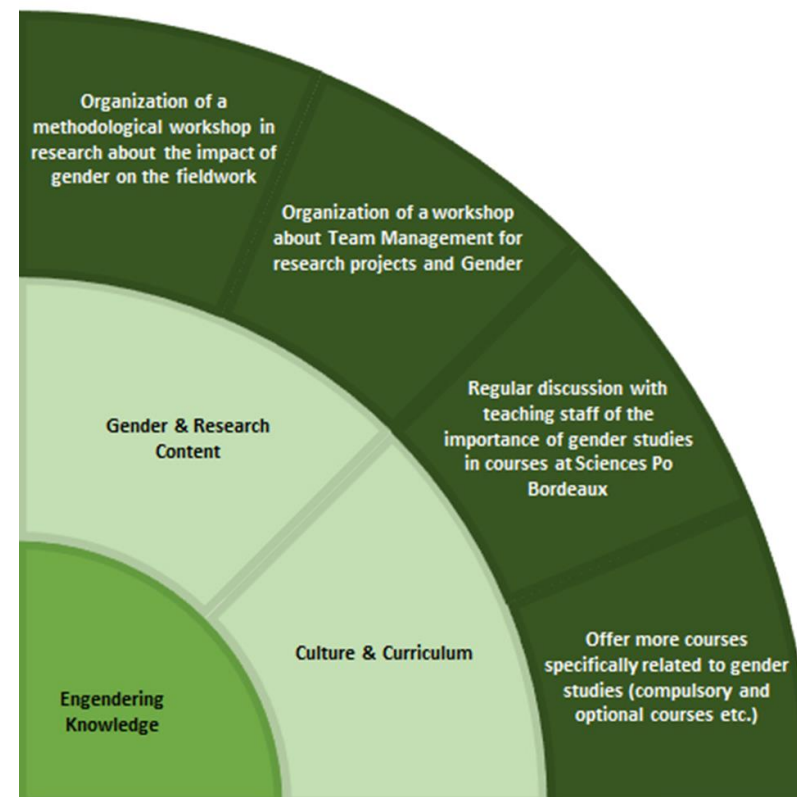 Organization of a
methodological workshop in
research about the impact of
gender on the fieldwork
Organization of a workshop
about Team Management for
research projects and Gender
Regular discussion with
teaching staff of the
importance of gender studies
in courses at Sciences Po
Bordeaux
Gender & Research
Content
Culture & Curriculum
Offer more courses
specifically related to gender
studies (compulsory and
optional courses etc.)
Engendering
Knowledge